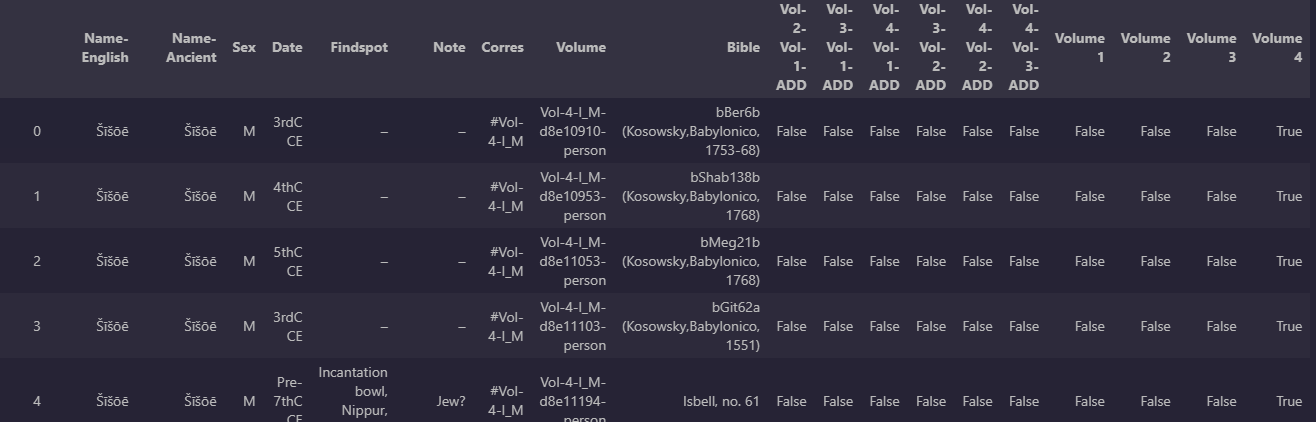 Name-English Name-Ancient Sex Date Findspot Note Corres Volume Bible Vol-2-Vol-1-ADD Vol-3-Vol-1-ADD Vol-4-Vol-1-ADD Vol-3-Vol-2-ADD Vol-4-Vol-2-ADD Vol-4-Vol-3-ADD Volume 1 Volume 2 Volume 3 Volume 4
0 Šīšōē Šīšōē M 3rdC CE – – #Vol-4-I_M Vol-4-I_M-d8e10910-person bBer6b (Kosowsky,Babylonico, 1753-68) False False False False False False False False False True
1 Šīšōē Šīšōē M 4thC CE – – #Vol-4-I_M Vol-4-I_M-d8e10953-person bShab138b (Kosowsky,Babylonico, 1768) False False False False False False False False False True
2 Šīšōē Šīšōē M 5thC CE – – #Vol-4-I_M Vol-4-I_M-d8e11053-person bMeg21b (Kosowsky,Babylonico, 1768) False False False False False False False False False True
3 Šīšōē Šīšōē M 3rdC CE – – #Vol-4-I_M Vol-4-I_M-d8e11103-person bGit62a (Kosowsky,Babylonico, 1551) False False False False False False False False False True
4 Šīšōē Šīšōē M Pre-7thC CE Incantation bowl, Nippur, Jew? #Vol-4-I_M Vol-4-I_M-d8e11194-person Isbell, no. 61 False False False False False False False False False True